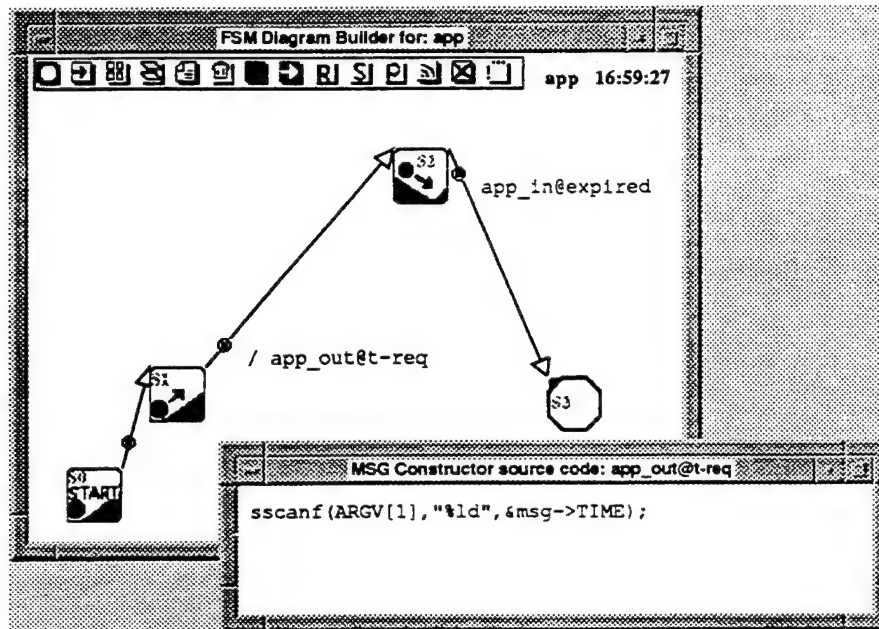 FSM Diagram Builder for: app
R S P
app 16:59:27
S2
app_in@expired
/ app_out@t-req
S1
S3
S0
START
MSG Constructor source code: app_out@t-req
sscanf(ARGV[1],"%ld",&msg->TIME);